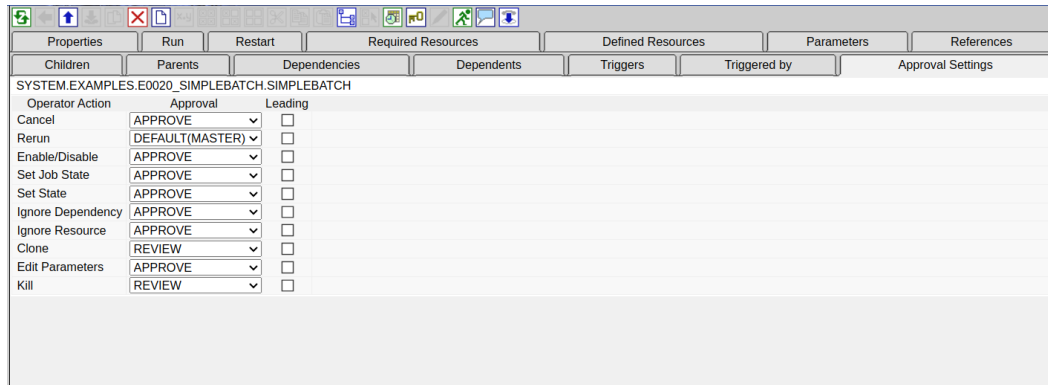 Properties Run Restart Required Resources Defined Resources Parameters References
Children Parents Dependencies Dependents Triggers Triggered by Approval Settings
SYSTEM.EXAMPLES.E0020_SIMPLEBATCH.SIMPLEBATCH
Operator Action Approval Leading
Cancel APPROVE
Rerun DEFAULT(MASTER)
Enable/Disable APPROVE
Set Job State APPROVE
Set State APPROVE
Ignore Dependency APPROVE
Ignore Resource APPROVE
Clone REVIEW
Edit Parameters APPROVE
Kill REVIEW